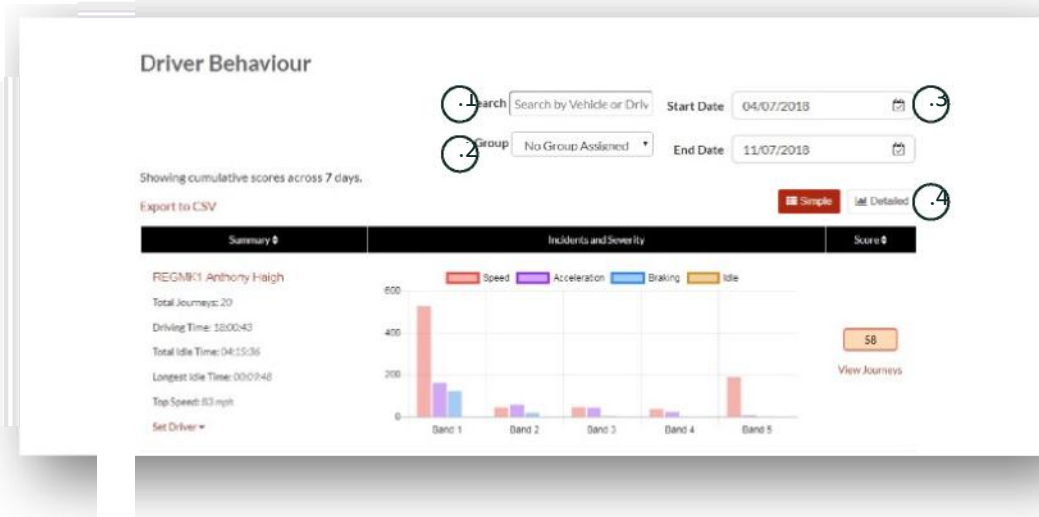 Driver Behaviour
.1 earch Search by Vehicle or Driv Start Date 04/07/2018 .3
.2 Group No Group Assigned End Date 11/07/2018
Showing cumulative scores across 7 days.
Export to CSV
Simple Detailed .4
Summary Incidents and Severity Score
REGMK1 Anthony Haigh
Total Journeys: 20
Driving Time: 18:00:43
Total Idle Time: 04:15:36
Longest Idle Time: 00:09:48
Top Speed: 83 mph
Set Driver
Speed Acceleration Braking Idle
600
400
200
0
Band 1 Band 2 Band 3 Band 4 Band 5
58
View Journeys